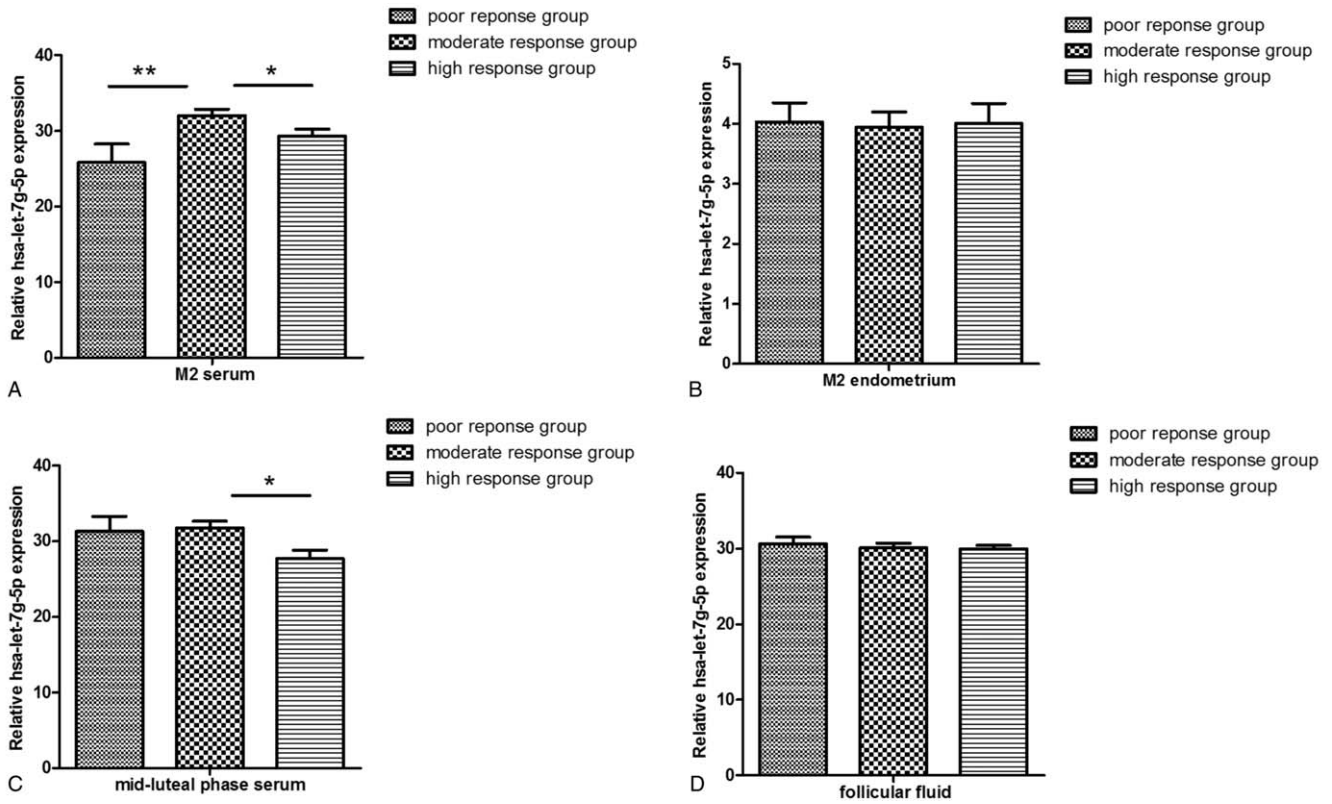 poor reponse group
moderate response group
high response group
40
30
20
10
0
**
*
Relative hsa-let-7g-5p expression
M2 serum
A
poor reponse group
moderate response group
high response group
5
4
3
2
1
0
Relative hsa-let-7g-5p expression
M2 endometrium
B
poor reponse group
moderate response group
high response group
40
30
20
10
0
*
Relative hsa-let-7g-5p expression
mid-luteal phase serum
C
poor reponse group
moderate response group
high response group
40
30
20
10
0
Relative hsa-let-7g-5p expression
follicular fluid
D